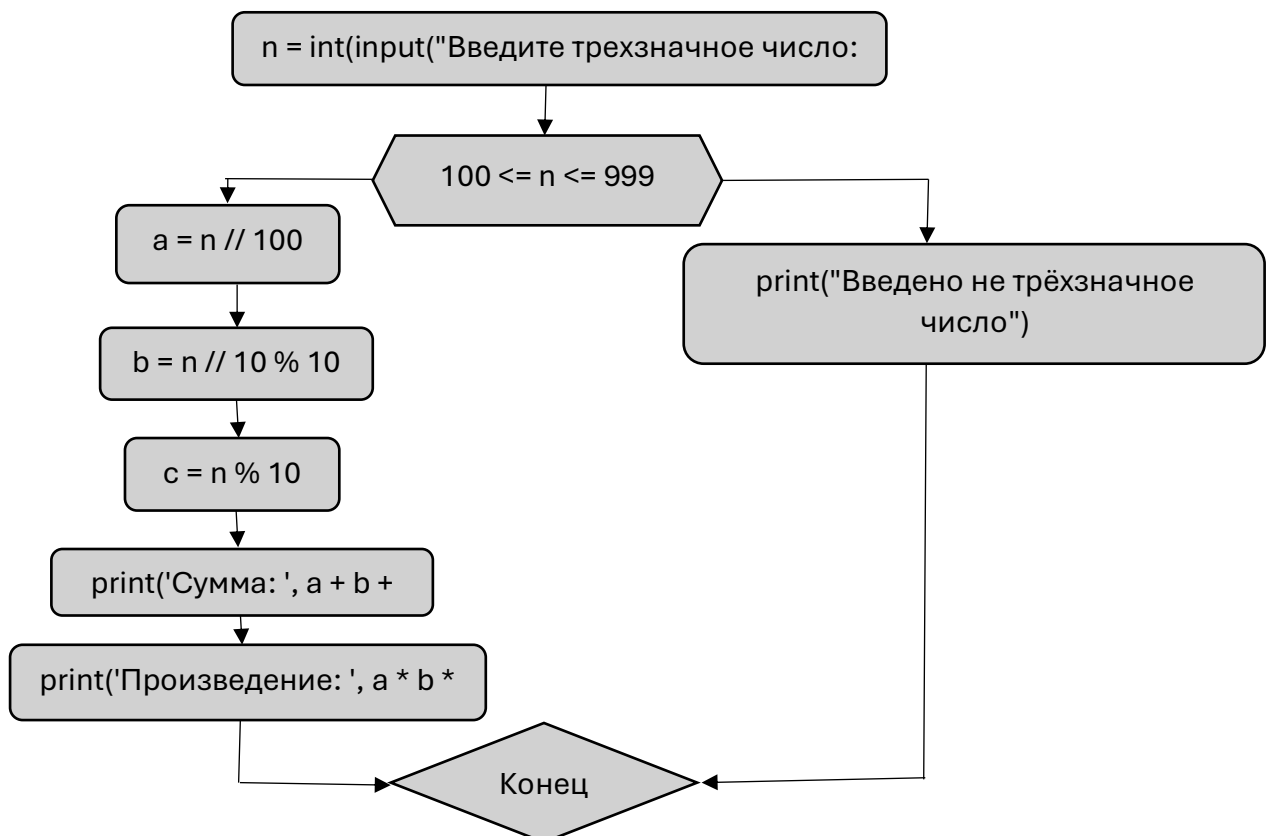 n = int(input("Введите трехзначное число:
100 <= n <= 999
a = n // 100
print("Введено не трёхзначное
число")
b = n // 10 % 10
c = n % 10
print('Сумма: ', a + b +
print('Произведение: ', a * b *
Конец